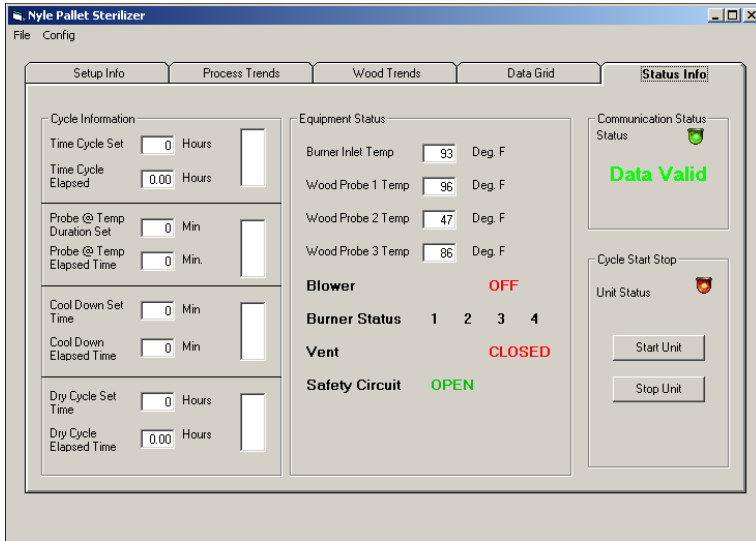 Nyle Pallet Sterilizer
File Config
Setup Info Process Trends Wood Trends Data Grid Status Info
Cycle Information
Time Cycle Set 0 Hours
Time Cycle
Elapsed 0.00 Hours
Probe @ Temp
Duration Set 0 Min
Probe @ Temp
Elapsed Time 0 Min.
Cool Down Set
Time 0 Min
Cool Down
Elapsed Time 0 Min
Dry Cycle Set
Time 0 Hours
Dry Cycle
Elapsed Time 0.00 Hours
Equipment Status
Burner Inlet Temp 93 Deg. F
Wood Probe 1 Temp 96 Deg. F
Wood Probe 2 Temp 47 Deg. F
Wood Probe 3 Temp 86 Deg. F
Blower OFF
Burner Status 1 2 3 4
Vent CLOSED
Safety Circuit OPEN
Communication Status
Status
Data Valid
Cycle Start Stop
Unit Status
Start Unit
Stop Unit